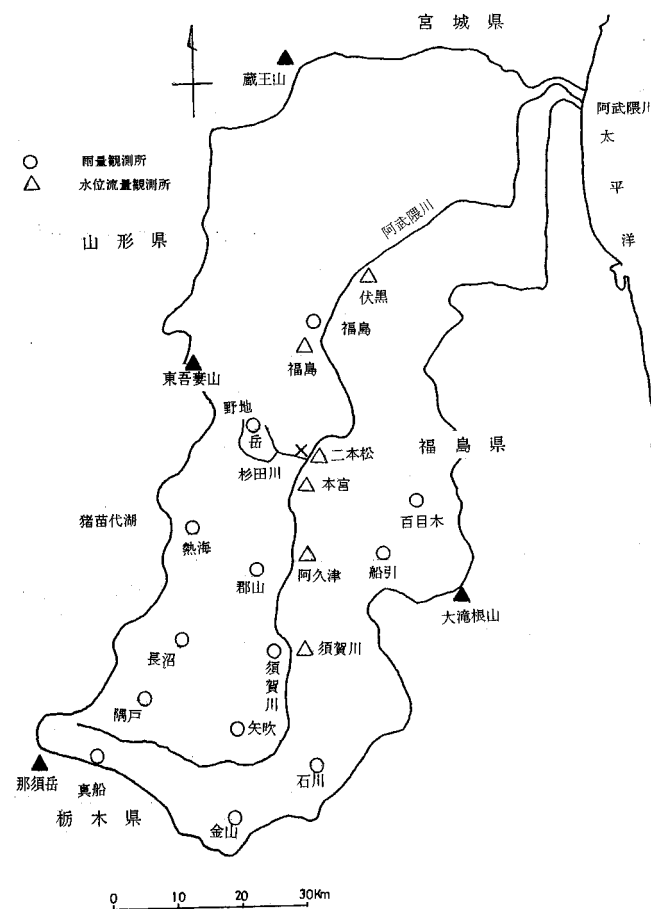 宮城県
蔵王山
阿武隈川
太平洋
○ 雨量観測所
△ 水位流量観測所
山形県
阿武隈川
伏黒
福島
福島
東吾妻山
野地
岳
二本松
杉田川
福島県
本宮
百目木
猪苗代湖
熱海
阿久津
船引
郡山
大滝根山
長沼
須賀川
須賀川
隈戸
矢吹
那須岳
真船
石川
栃木県
金山
0 10 20 30Km